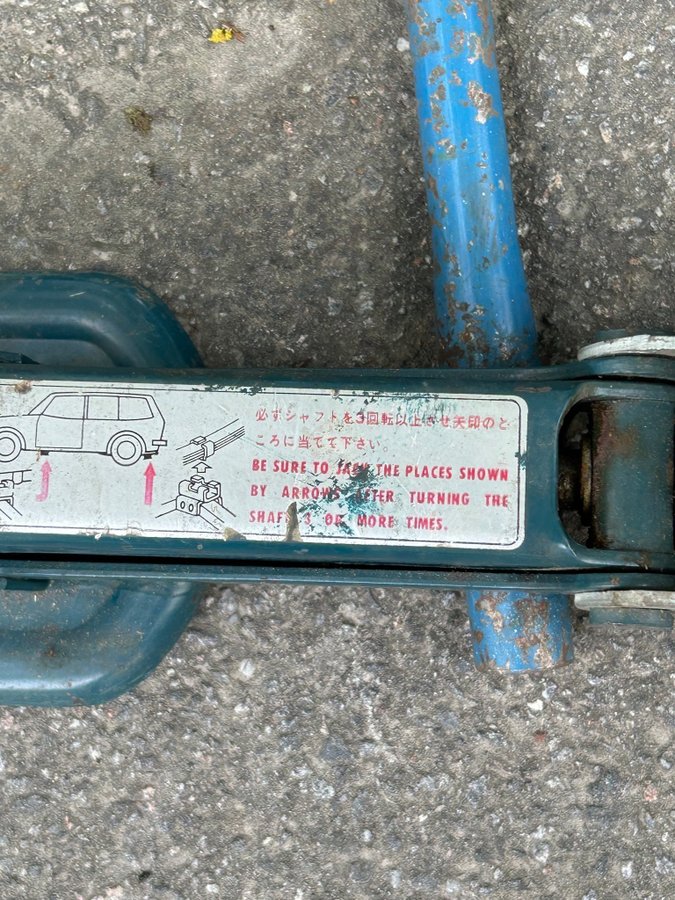 必ずシャフトを3回転以上させ矢印のと
ころに当てて下さい。
BE SURE TO JACK THE PLACES SHOWN
BY ARROWS AFTER TURNING THE
SHAFT 3 OR MORE TIMES.